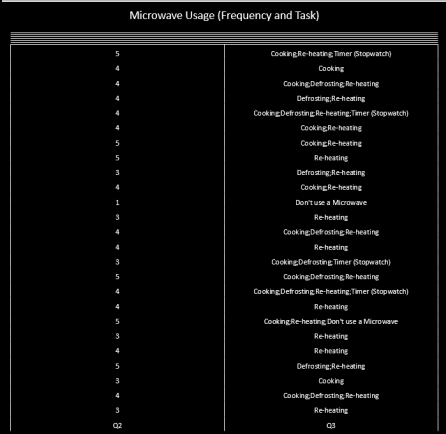 Microwave Usage (Frequency and Task)
5 Cooking;Re-heating;Timer (Stopwatch)
4 Cooking
4 Cooking;Defrosting;Re-heating
4 Defrosting;Re-heating
4 Cooking;Defrosting;Re-heating;Timer (Stopwatch)
4 Cooking;Re-heating
5 Cooking;Re-heating
5 Re-heating
3 Defrosting;Re-heating
4 Cooking;Re-heating
1 Don't use a Microwave
3 Re-heating
4 Cooking;Defrosting;Re-heating
4 Re-heating
3 Cooking;Defrosting;Timer (Stopwatch)
5 Cooking;Defrosting;Re-heating
4 Cooking;Defrosting;Re-heating;Timer (Stopwatch)
4 Re-heating
5 Cooking;Re-heating;Don't use a Microwave
3 Re-heating
4 Re-heating
5 Defrosting;Re-heating
3 Cooking
4 Cooking;Defrosting;Re-heating
3 Re-heating
Q2 Q3